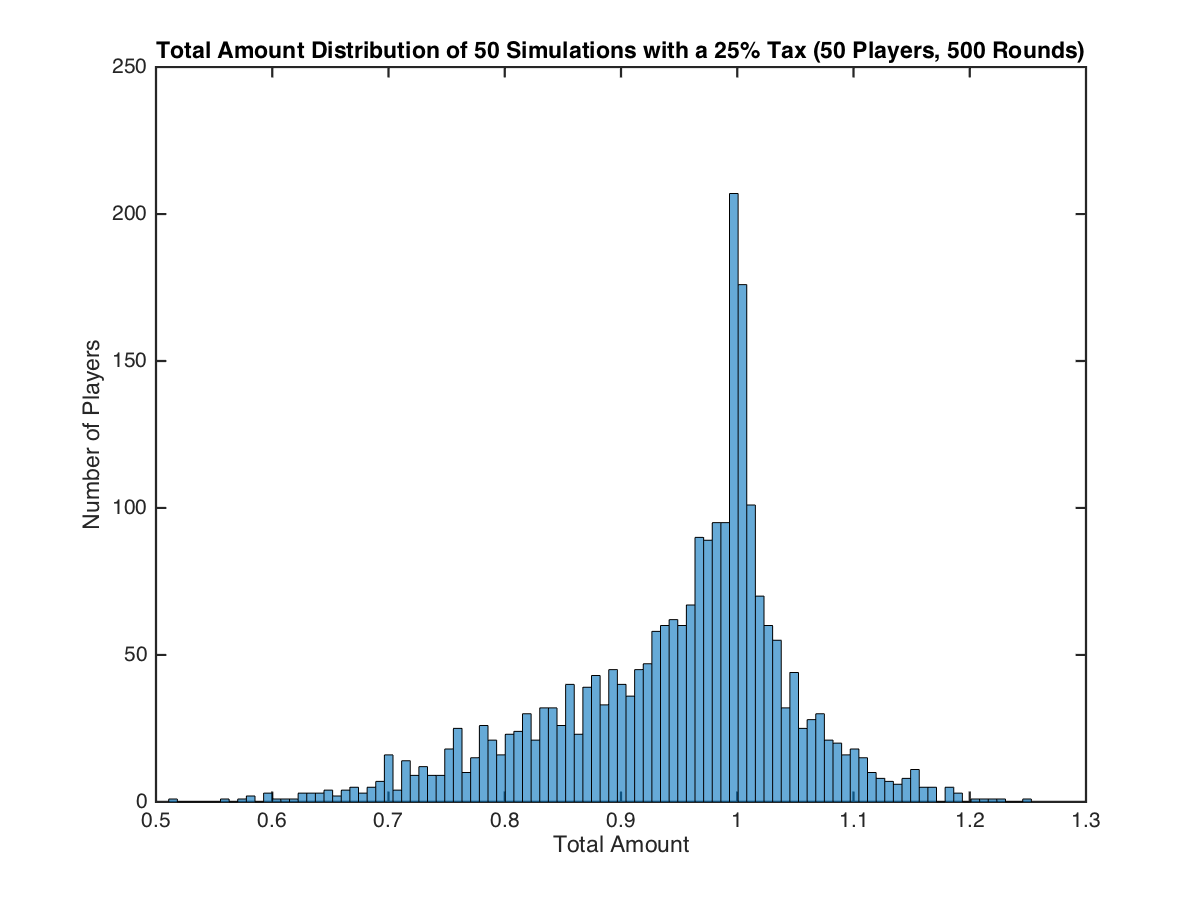 Total Amount Distribution of 50 Simulations with a 25% Tax (50 Players, 500 Rounds)
250
200
150
100
50
0
Number of Players
0.5 0.6 0.7 0.8 0.9 1 1.1 1.2 1.3
Total Amount